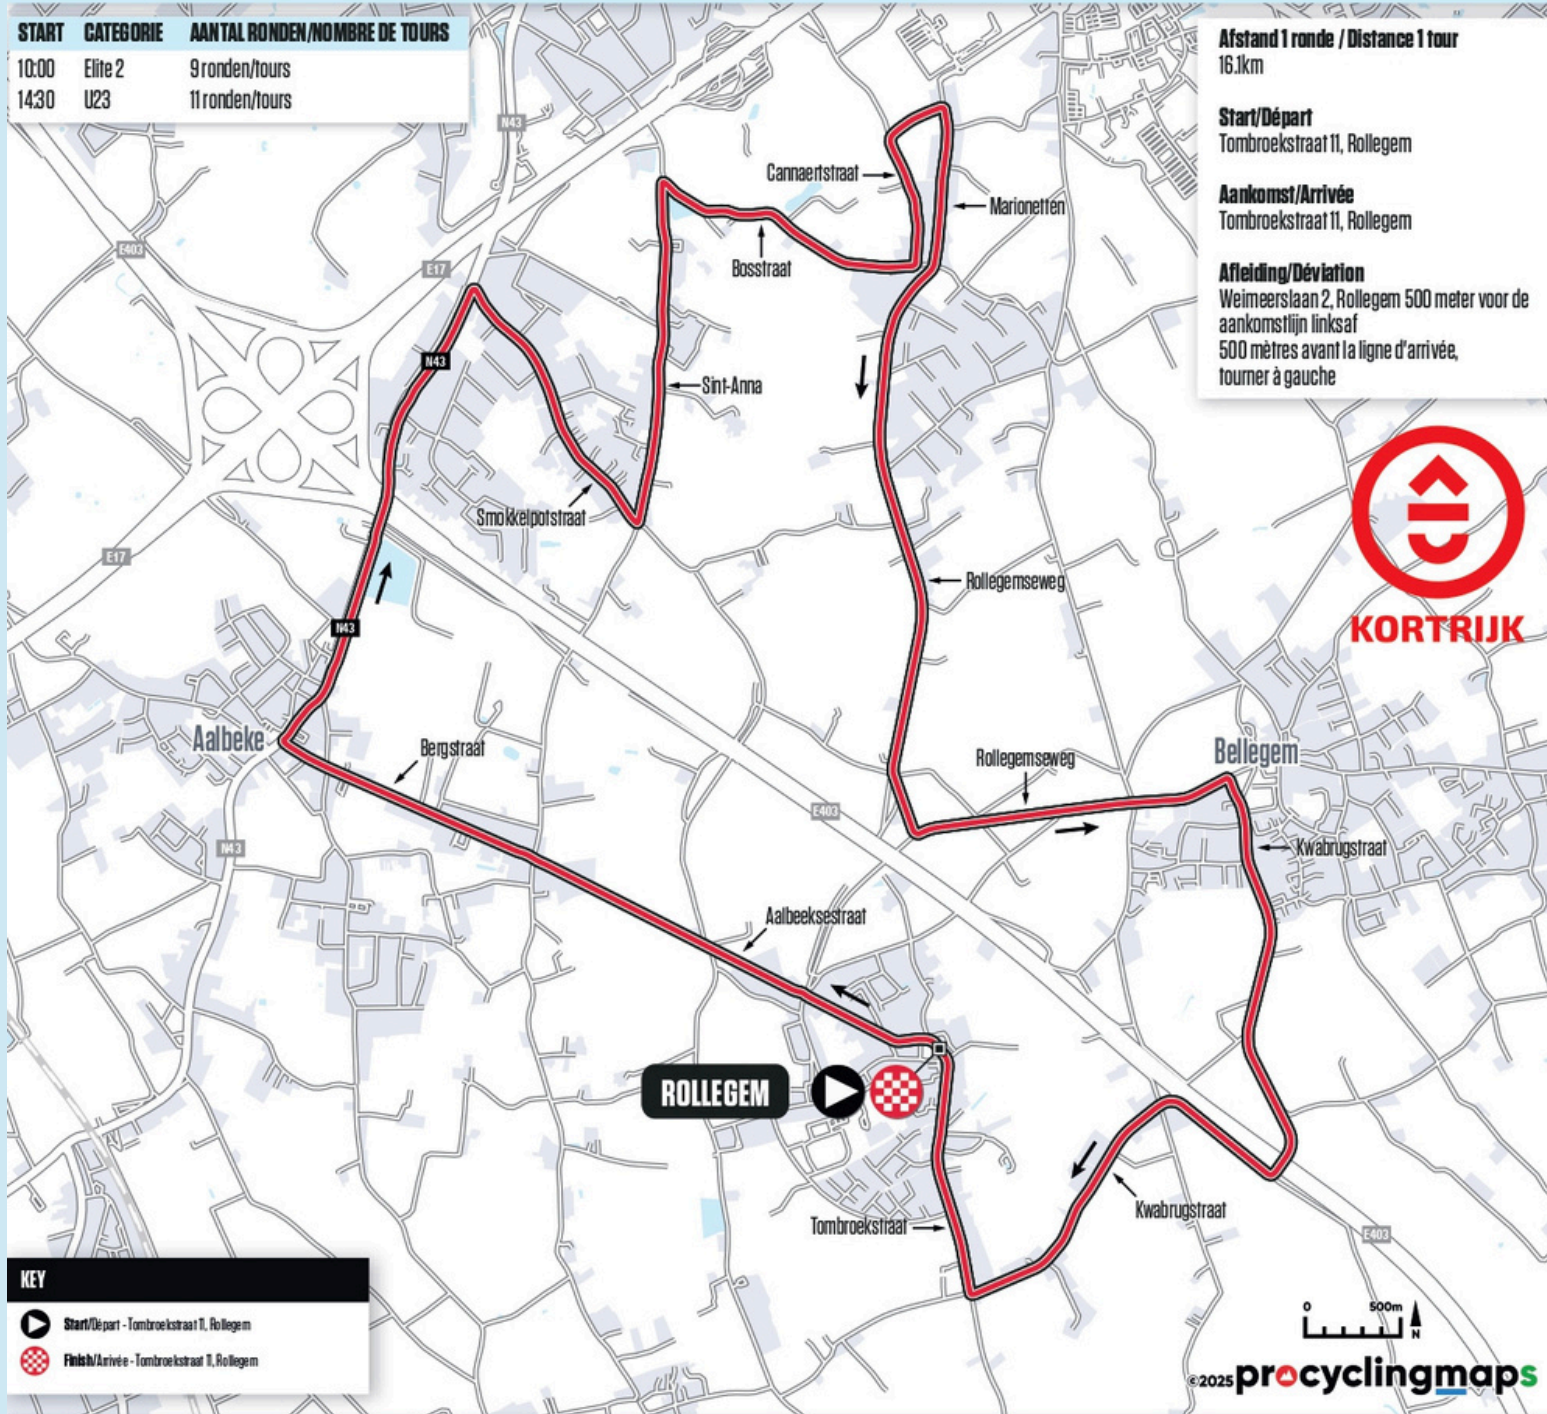 START CATEGORIE AANTAL RONDEN/NOMBRE DE TOURS
10:00 Elite 2 9 ronden/tours
14:30 U23 11 ronden/tours
Afstand 1 ronde / Distance 1 tour
16.1km
Start/Départ
Tombroekstraat 11, Rollegem
Aankomst/Arrivée
Tombroekstraat 11, Rollegem
Afleiding/Déviation
Weimeerslaan 2, Rollegem 500 meter voor de
aankomstlijn linksaf
500 mètres avant la ligne d'arrivée,
tourner à gauche
N43
Cannaertstraat
Marionetten
E403
E17
Bosstraat
N43
Sint-Anna
Smokkelpotstraat
E17
Rollegemseweg
KORTRIJK
N43
Aalbeke
Bergstraat
Rollegemseweg
Bellegem
E403
N43
Kwabrugstraat
Aalbeeksestraat
ROLLEGEM
Kwabrugstraat
Tombroekstraat
E403
KEY
Start/Départ - Tombroekstraat 11, Rollegem
Finish/Arrivée - Tombroekstraat 11, Rollegem
0 500m
N
©2025 procyclingmaps